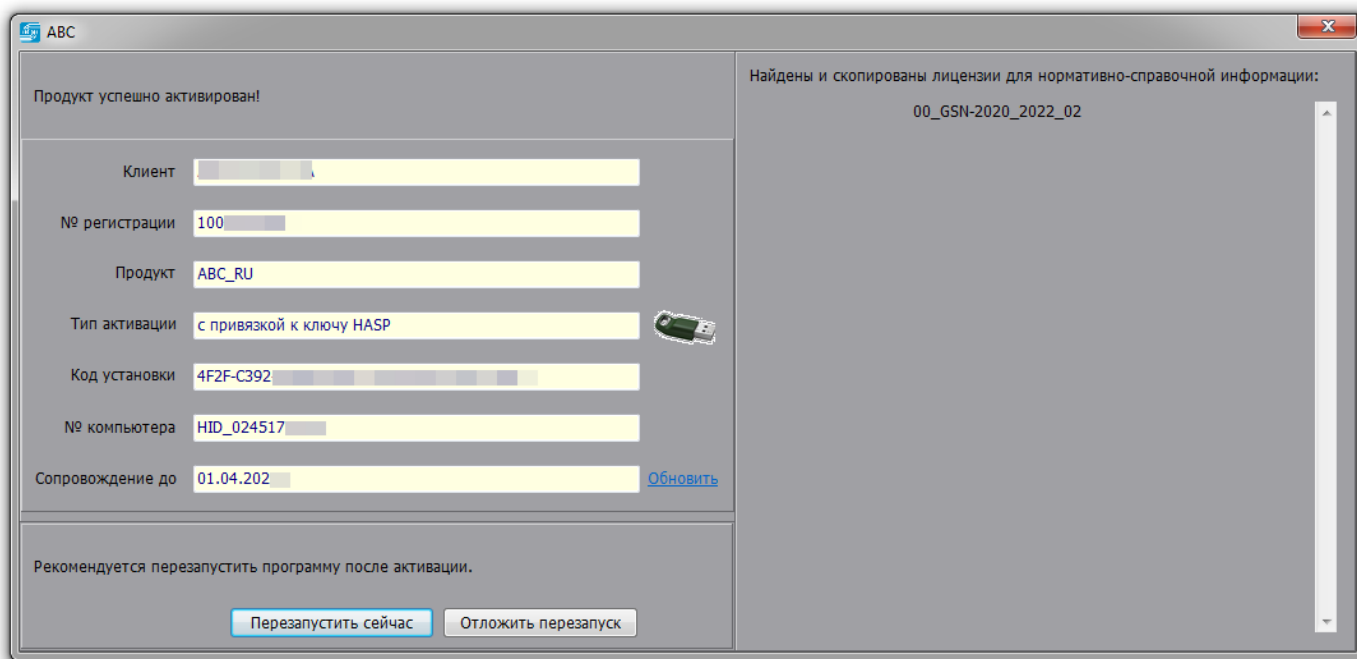 ABC
Продукт успешно активирован!
Клиент
№ регистрации 100
Продукт ABC_RU
Тип активации с привязкой к ключу HASP
Код установки 4F2F-C392
№ компьютера HID_024517
Сопровождение до 01.04.202 Обновить
Рекомендуется перезапустить программу после активации.
Перезапустить сейчас Отложить перезапуск
Найдены и скопированы лицензии для нормативно-справочной информации:
00_GSN-2020_2022_02